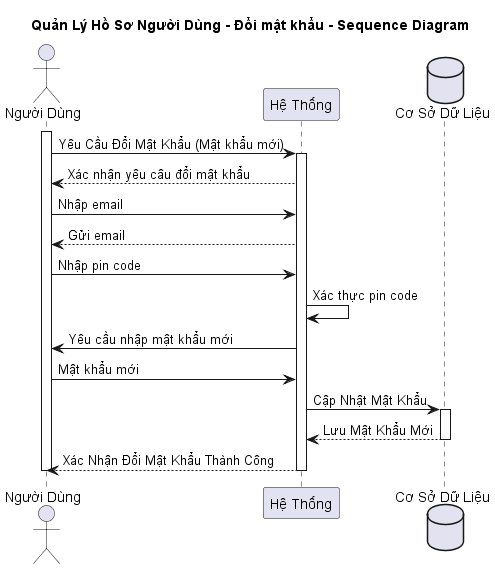 Quản Lý Hồ Sơ Người Dùng - Đổi mật khẩu - Sequence Diagram
Người Dùng
Hệ Thống
Cơ Sở Dữ Liệu
Yêu Cầu Đổi Mật Khẩu (Mật khẩu mới)
Xác nhận yêu cầu đổi mật khẩu
Nhập email
Gửi email
Nhập pin code
Xác thực pin code
Yêu cầu nhập mật khẩu mới
Mật khẩu mới
Cập Nhật Mật Khẩu
Lưu Mật Khẩu Mới
Xác Nhận Đổi Mật Khẩu Thành Công
Người Dùng
Hệ Thống
Cơ Sở Dữ Liệu